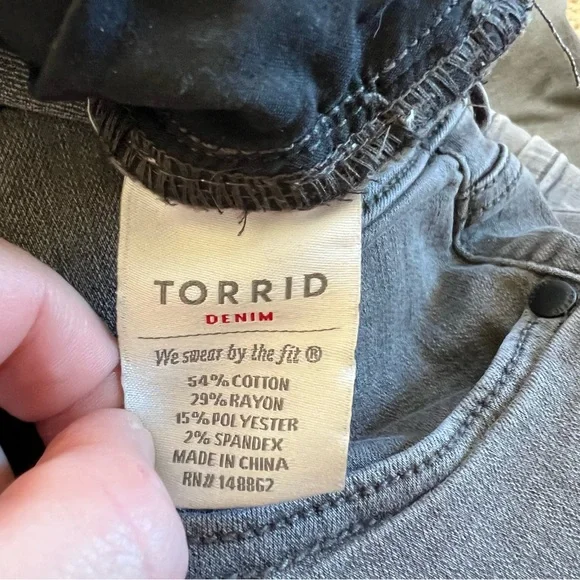 TORRID
DENIM
We swear by the fit ®
54% COTTON
29% RAYON
15% POLYESTER
2% SPANDEX
MADE IN CHINA
RN# 148862